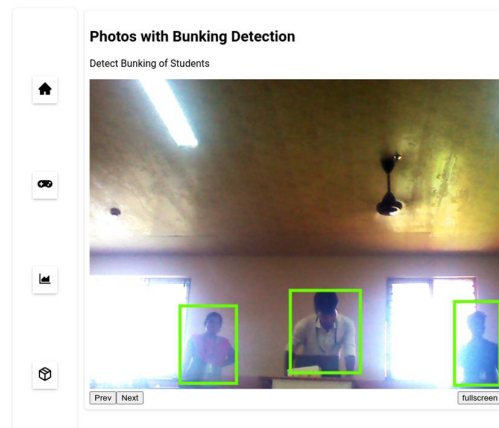 Photos with Bunking Detection
Detect Bunking of Students
Prev Next fullscreen